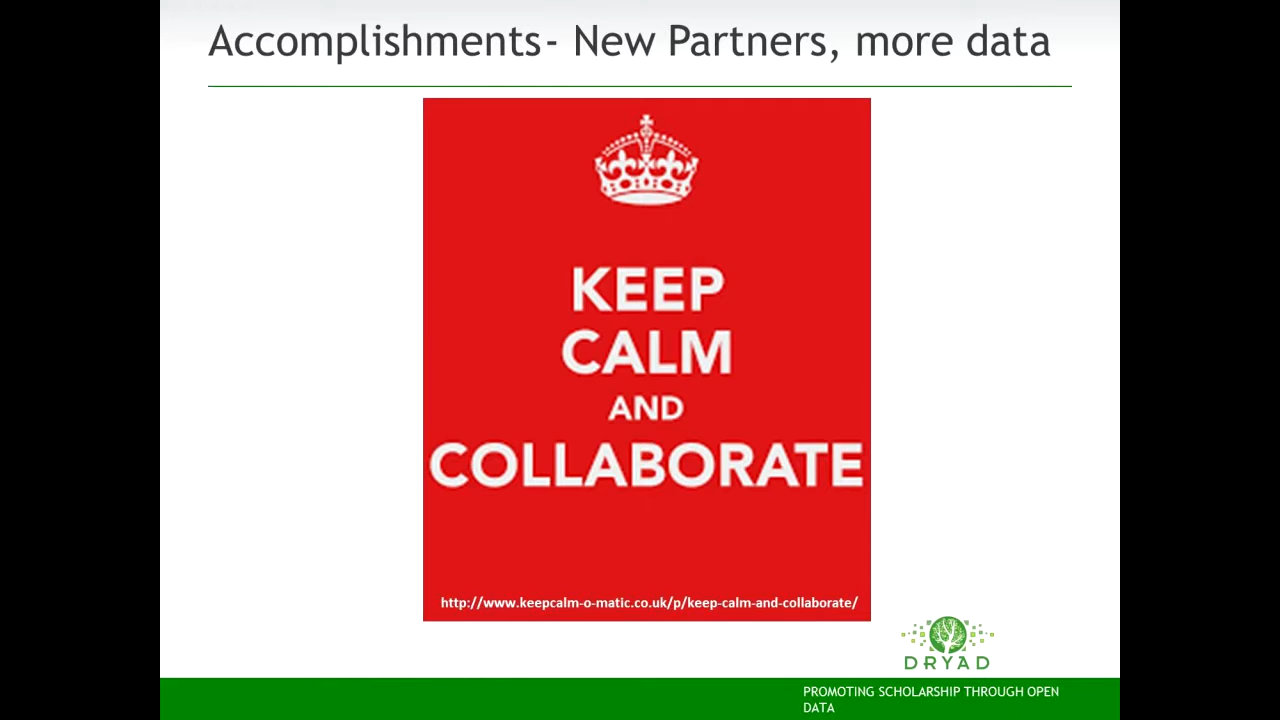 Accomplishments- New Partners, more data
KEEP
CALM
AND
COLLABORATE
http://www.keepcalm-o-matic.co.uk/p/keep-calm-and-collaborate/
DRYAD
PROMOTING SCHOLARSHIP THROUGH OPEN
DATA